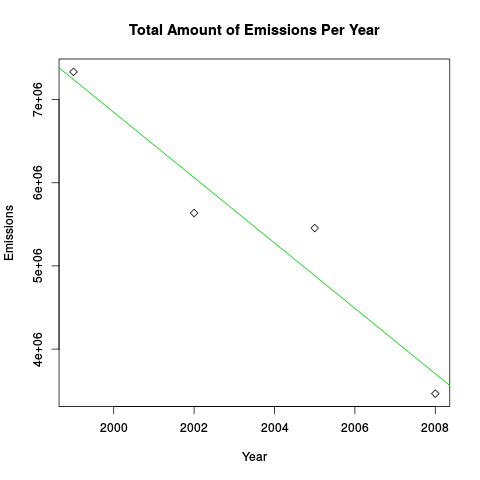 Total Amount of Emissions Per Year
Emissions
7e+06
6e+06
5e+06
4e+06
2000 2002 2004 2006 2008
Year